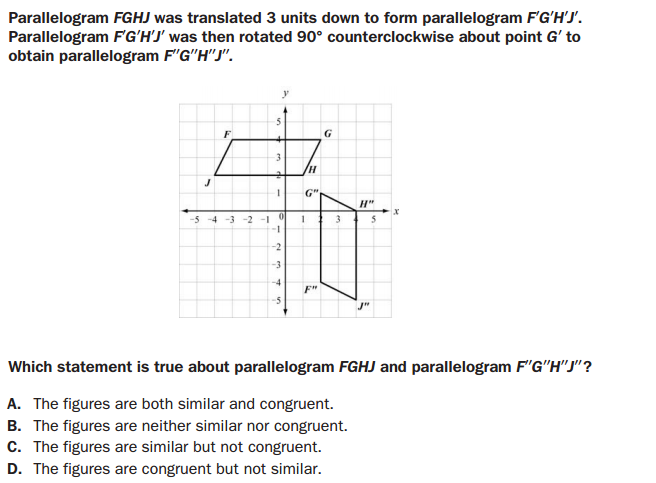 Parallelogram FGHJ was translated 3 units down to form parallelogram F′G′H′J′.
Parallelogram F′G′H′J′ was then rotated 90° counterclockwise about point G′ to
obtain parallelogram F″G″H″J″.
y
5
F
G
4
3
H
2
J
1
G"
H"
x
-5 -4 -3 -2 -1 0 1 2 3 4 5
-1
-2
-3
-4
F"
-5
J"
Which statement is true about parallelogram FGHJ and parallelogram F″G″H″J″?
A. The figures are both similar and congruent.
B. The figures are neither similar nor congruent.
C. The figures are similar but not congruent.
D. The figures are congruent but not similar.